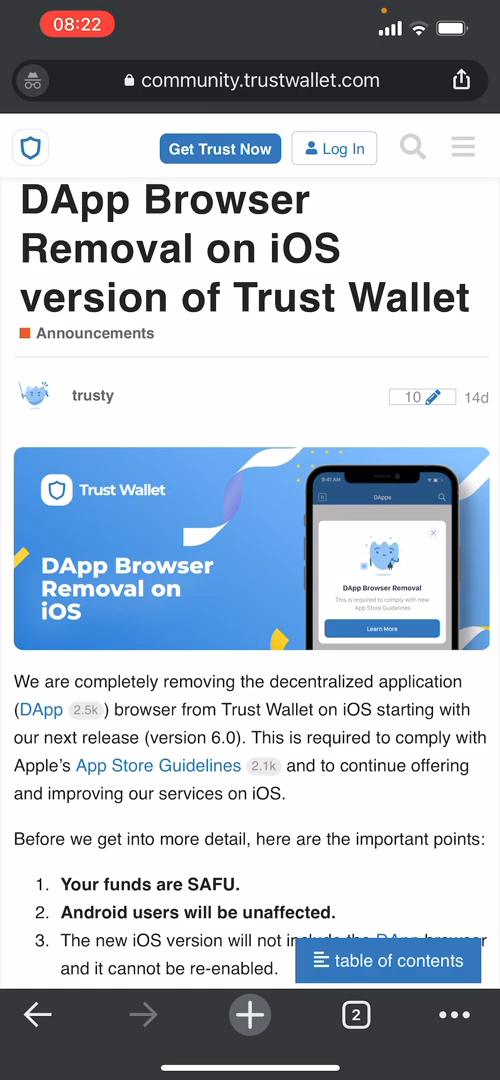 08:22
community.trustwallet.com
Get Trust Now
Log In
DApp Browser
Removal on iOS
version of Trust Wallet
Announcements
trusty
10
14d
Trust Wallet
DApp Browser
Removal on
iOS
9:41 AM
DApps
DApp Browser Removal
This is required to comply with new
App Store Guidelines
Learn More
We are completely removing the decentralized application
(DApp 2.5k) browser from Trust Wallet on iOS starting with
our next release (version 6.0). This is required to comply with
Apple’s App Store Guidelines 2.1k and to continue offering
and improving our services on iOS.
Before we get into more detail, here are the important points:
1. Your funds are SAFU.
2. Android users will be unaffected.
3. The new iOS version will not include the DApp browser
and it cannot be re-enabled.
table of contents
2